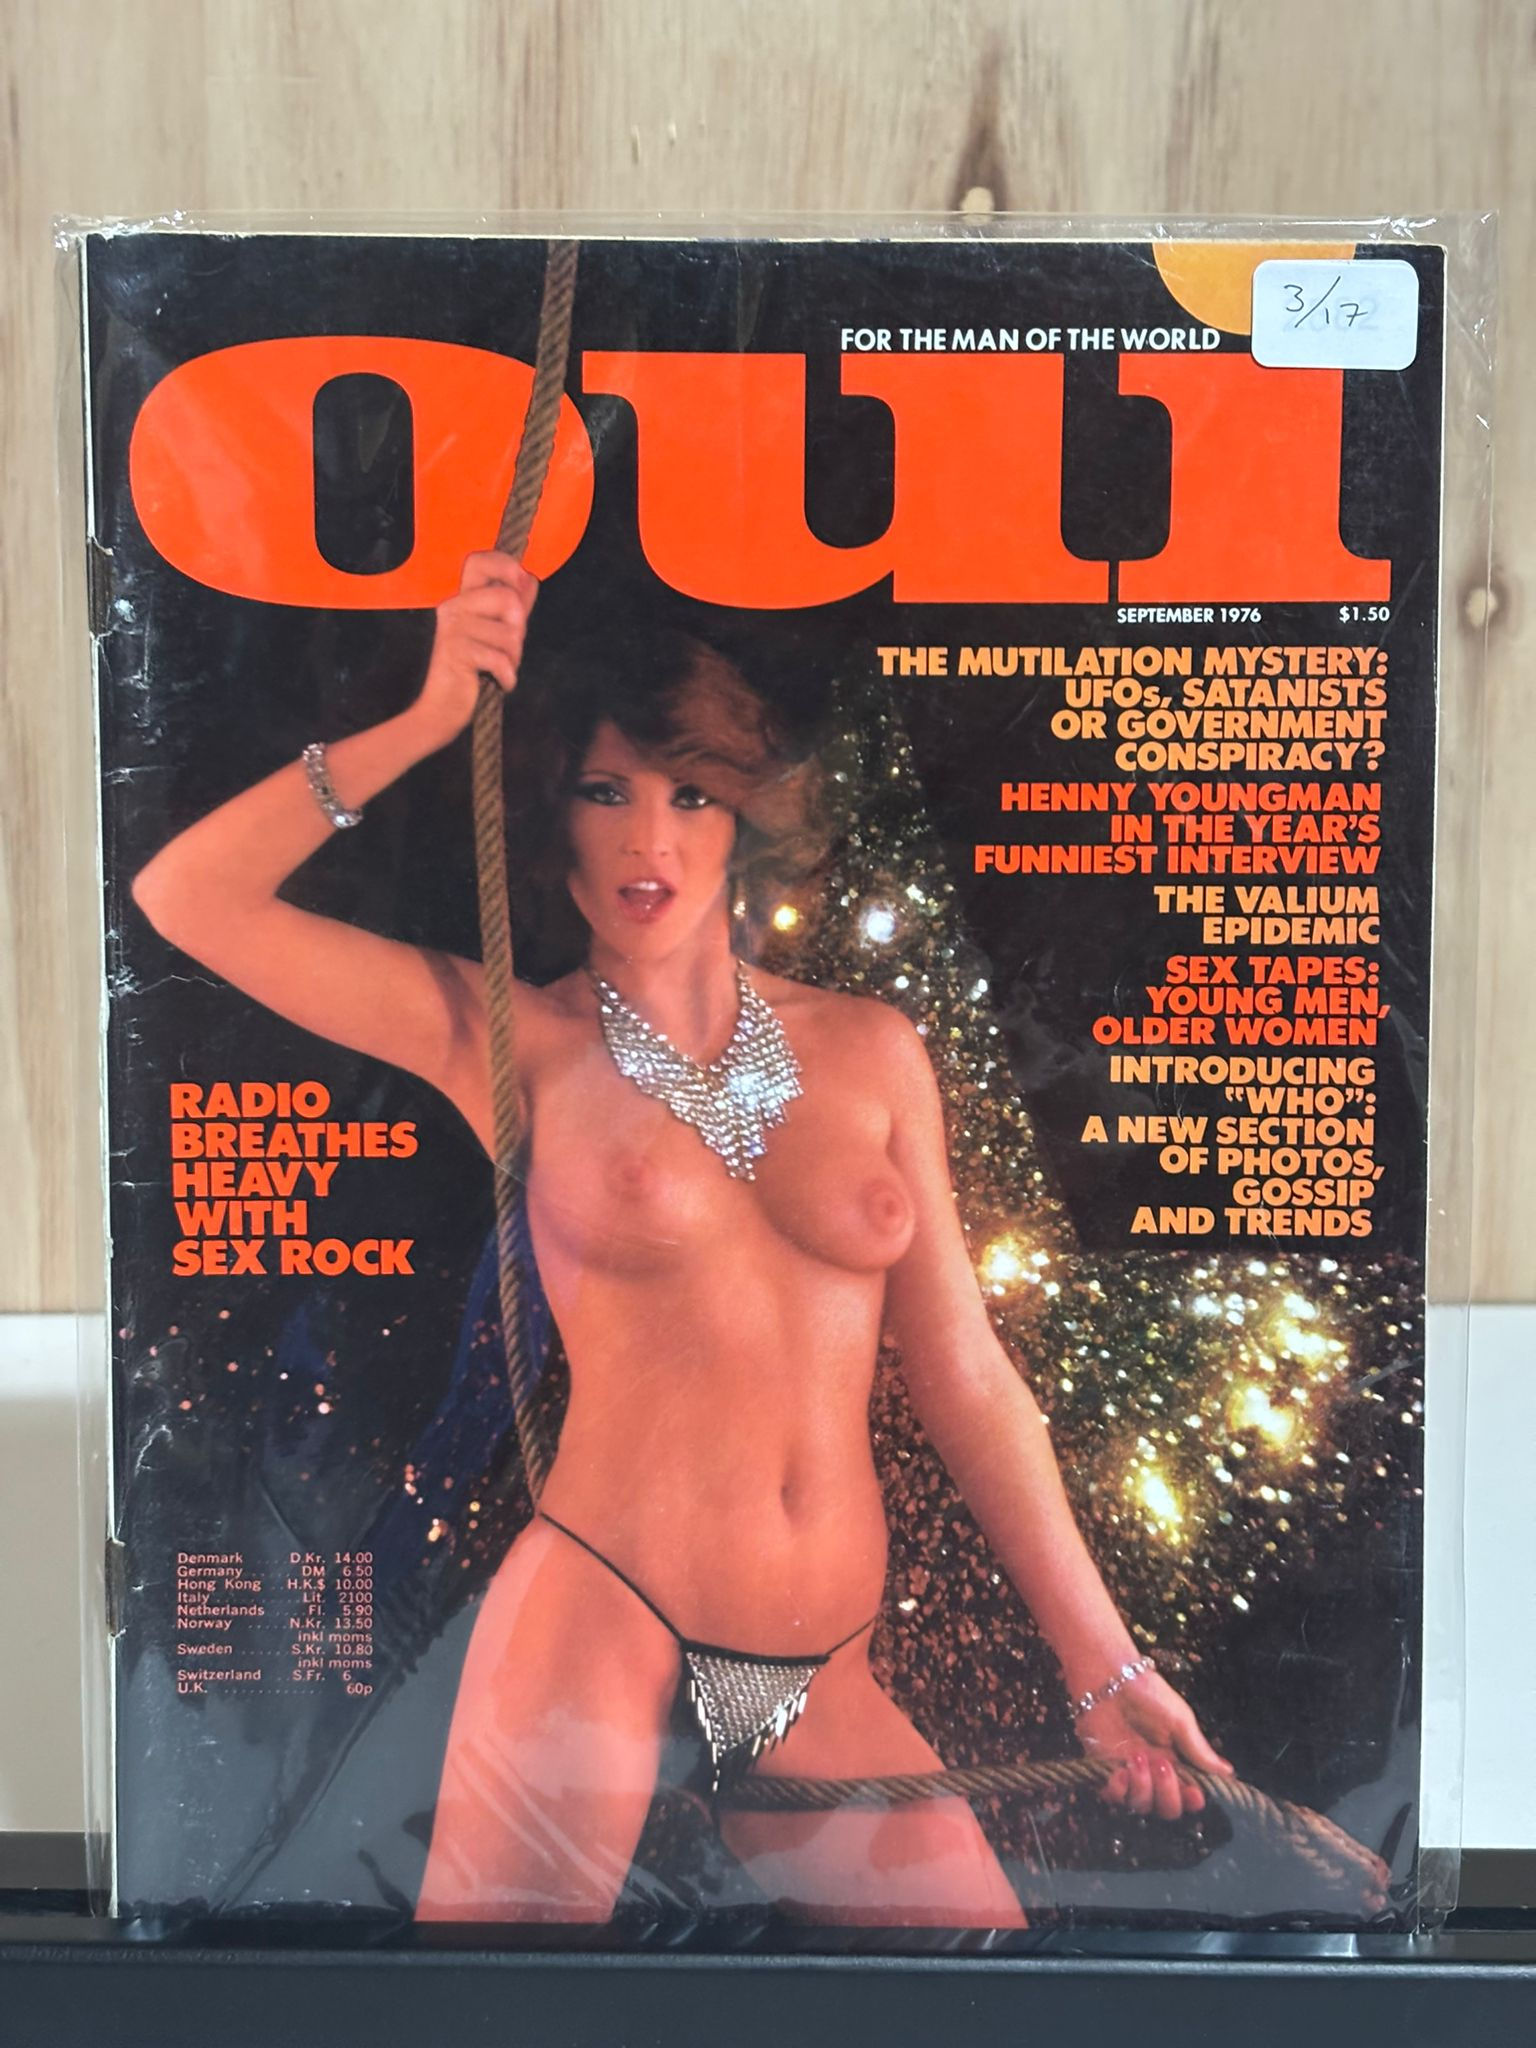 3/17
FOR THE MAN OF THE WORLD
oui
SEPTEMBER 1976 $1.50
THE MUTILATION MYSTERY:
UFOs, SATANISTS
OR GOVERNMENT
CONSPIRACY?
HENNY YOUNGMAN
IN THE YEAR'S
FUNNIEST INTERVIEW
THE VALIUM
EPIDEMIC
SEX TAPES:
YOUNG MEN,
OLDER WOMEN
INTRODUCING
“WHO”:
A NEW SECTION
OF PHOTOS,
GOSSIP
AND TRENDS
RADIO
BREATHES
HEAVY
WITH
SEX ROCK
Denmark .... D.Kr. 14.00
Germany ...... DM 6.50
Hong Kong .. H.K.$ 10.00
Italy ........... Lit. 2100
Netherlands ... Fl. 5.90
Norway ..... N.Kr. 13.50
inkl moms
Sweden ..... S.Kr. 10.80
inkl moms
Switzerland ... S.Fr. 6
U.K. ............ 60p